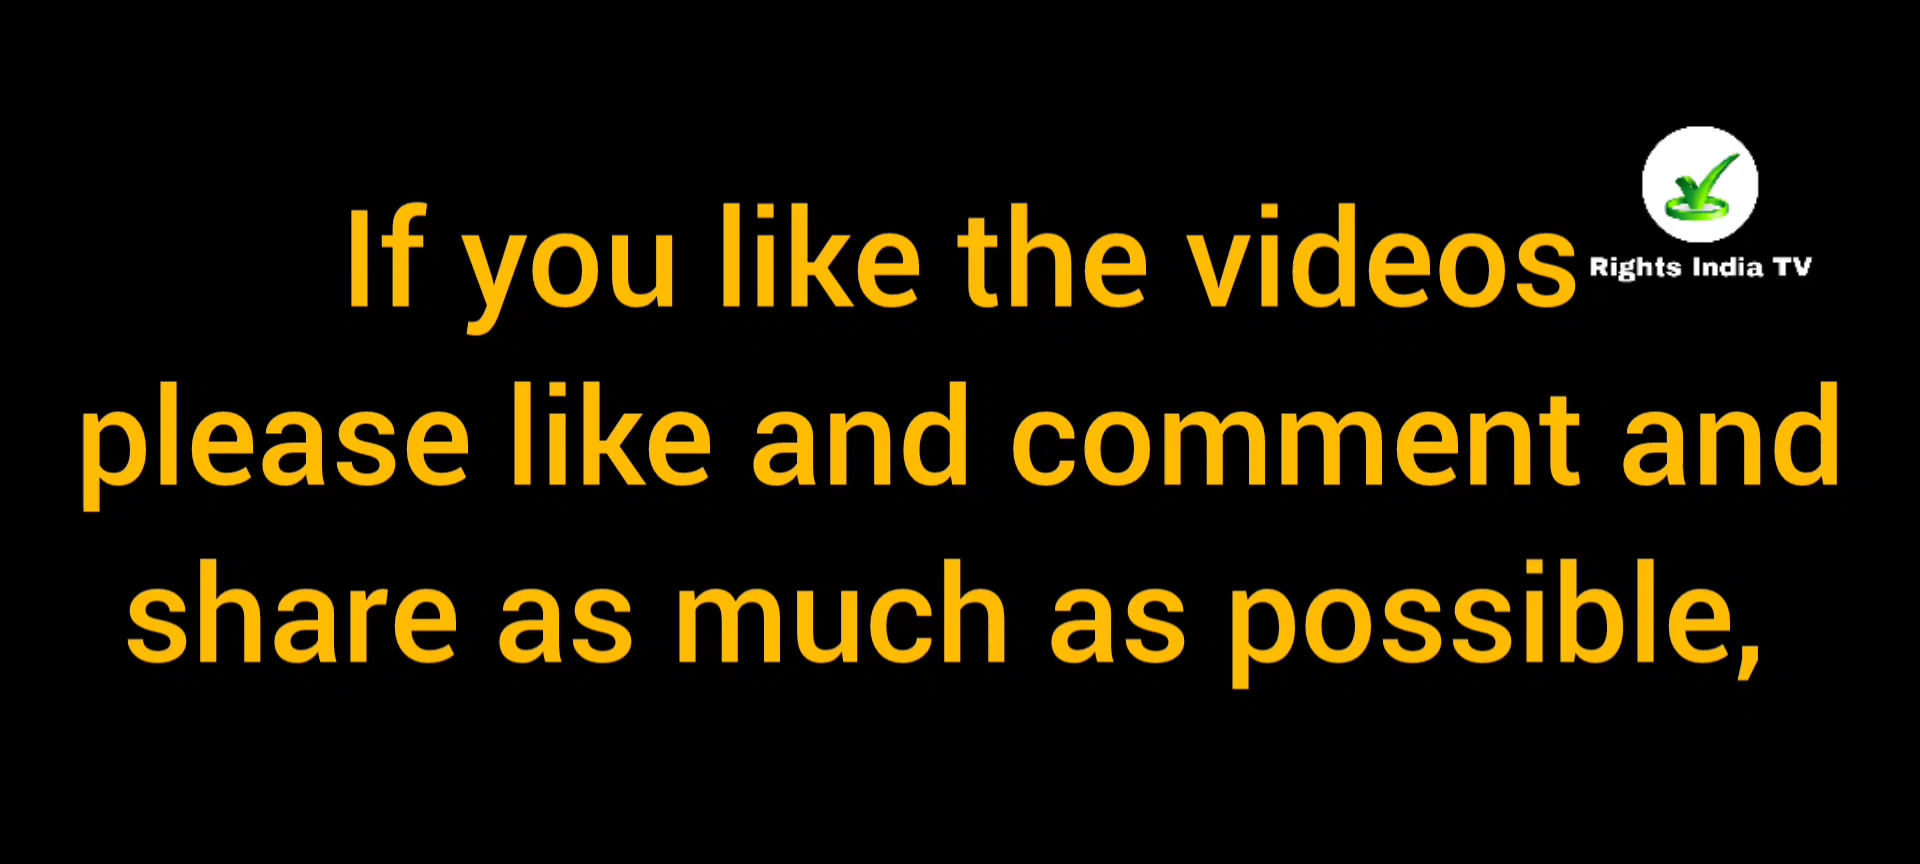 If you like the videos
Rights India TV
please like and comment and
share as much as possible,